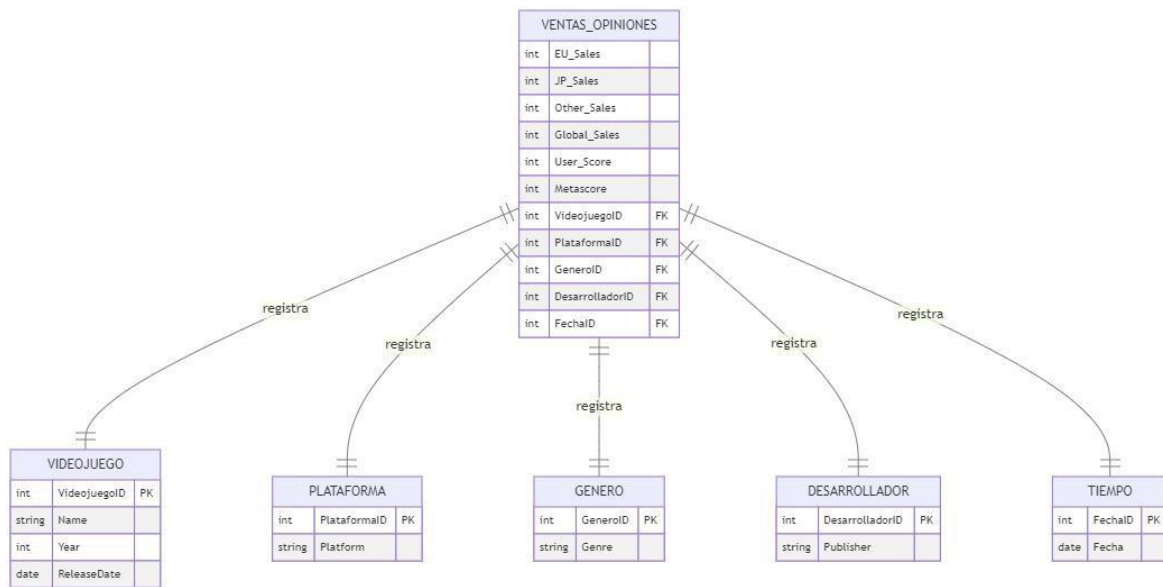 VENTAS_OPINIONES
int EU_Sales
int JP_Sales
int Other_Sales
int Global_Sales
int User_Score
int Metascore
int VideojuegoID FK
int PlataformaID FK
int GeneroID FK
int DesarrolladorID FK
int FechaID FK
registra
registra
registra
registra
registra
VIDEOJUEGO
int VideojuegoID PK
string Name
int Year
date ReleaseDate
PLATAFORMA
int PlataformaID PK
string Platform
GENERO
int GeneroID PK
string Genre
DESARROLLADOR
int DesarrolladorID PK
string Publisher
TIEMPO
int FechaID PK
date Fecha